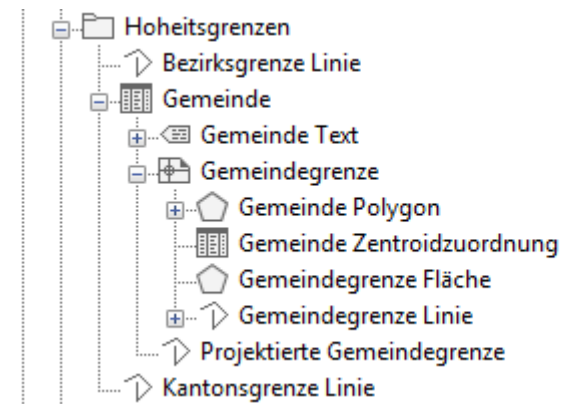 Hoheitsgrenzen
Bezirksgrenze Linie
Gemeinde
Gemeinde Text
Gemeindegrenze
Gemeinde Polygon
Gemeinde Zentroidzuordnung
Gemeindegrenze Fläche
Gemeindegrenze Linie
Projektierte Gemeindegrenze
Kantonsgrenze Linie